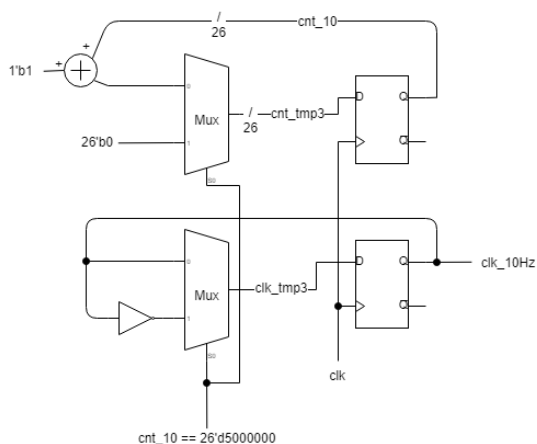 /
26
cnt_10
+
+
1'b1
0
D
Q
Mux
/
26
cnt_tmp3
26'b0
1
S0
Q
0
D
Q
clk_10Hz
Mux
clk_tmp3
1
Q
S0
clk
cnt_10 == 26'd5000000